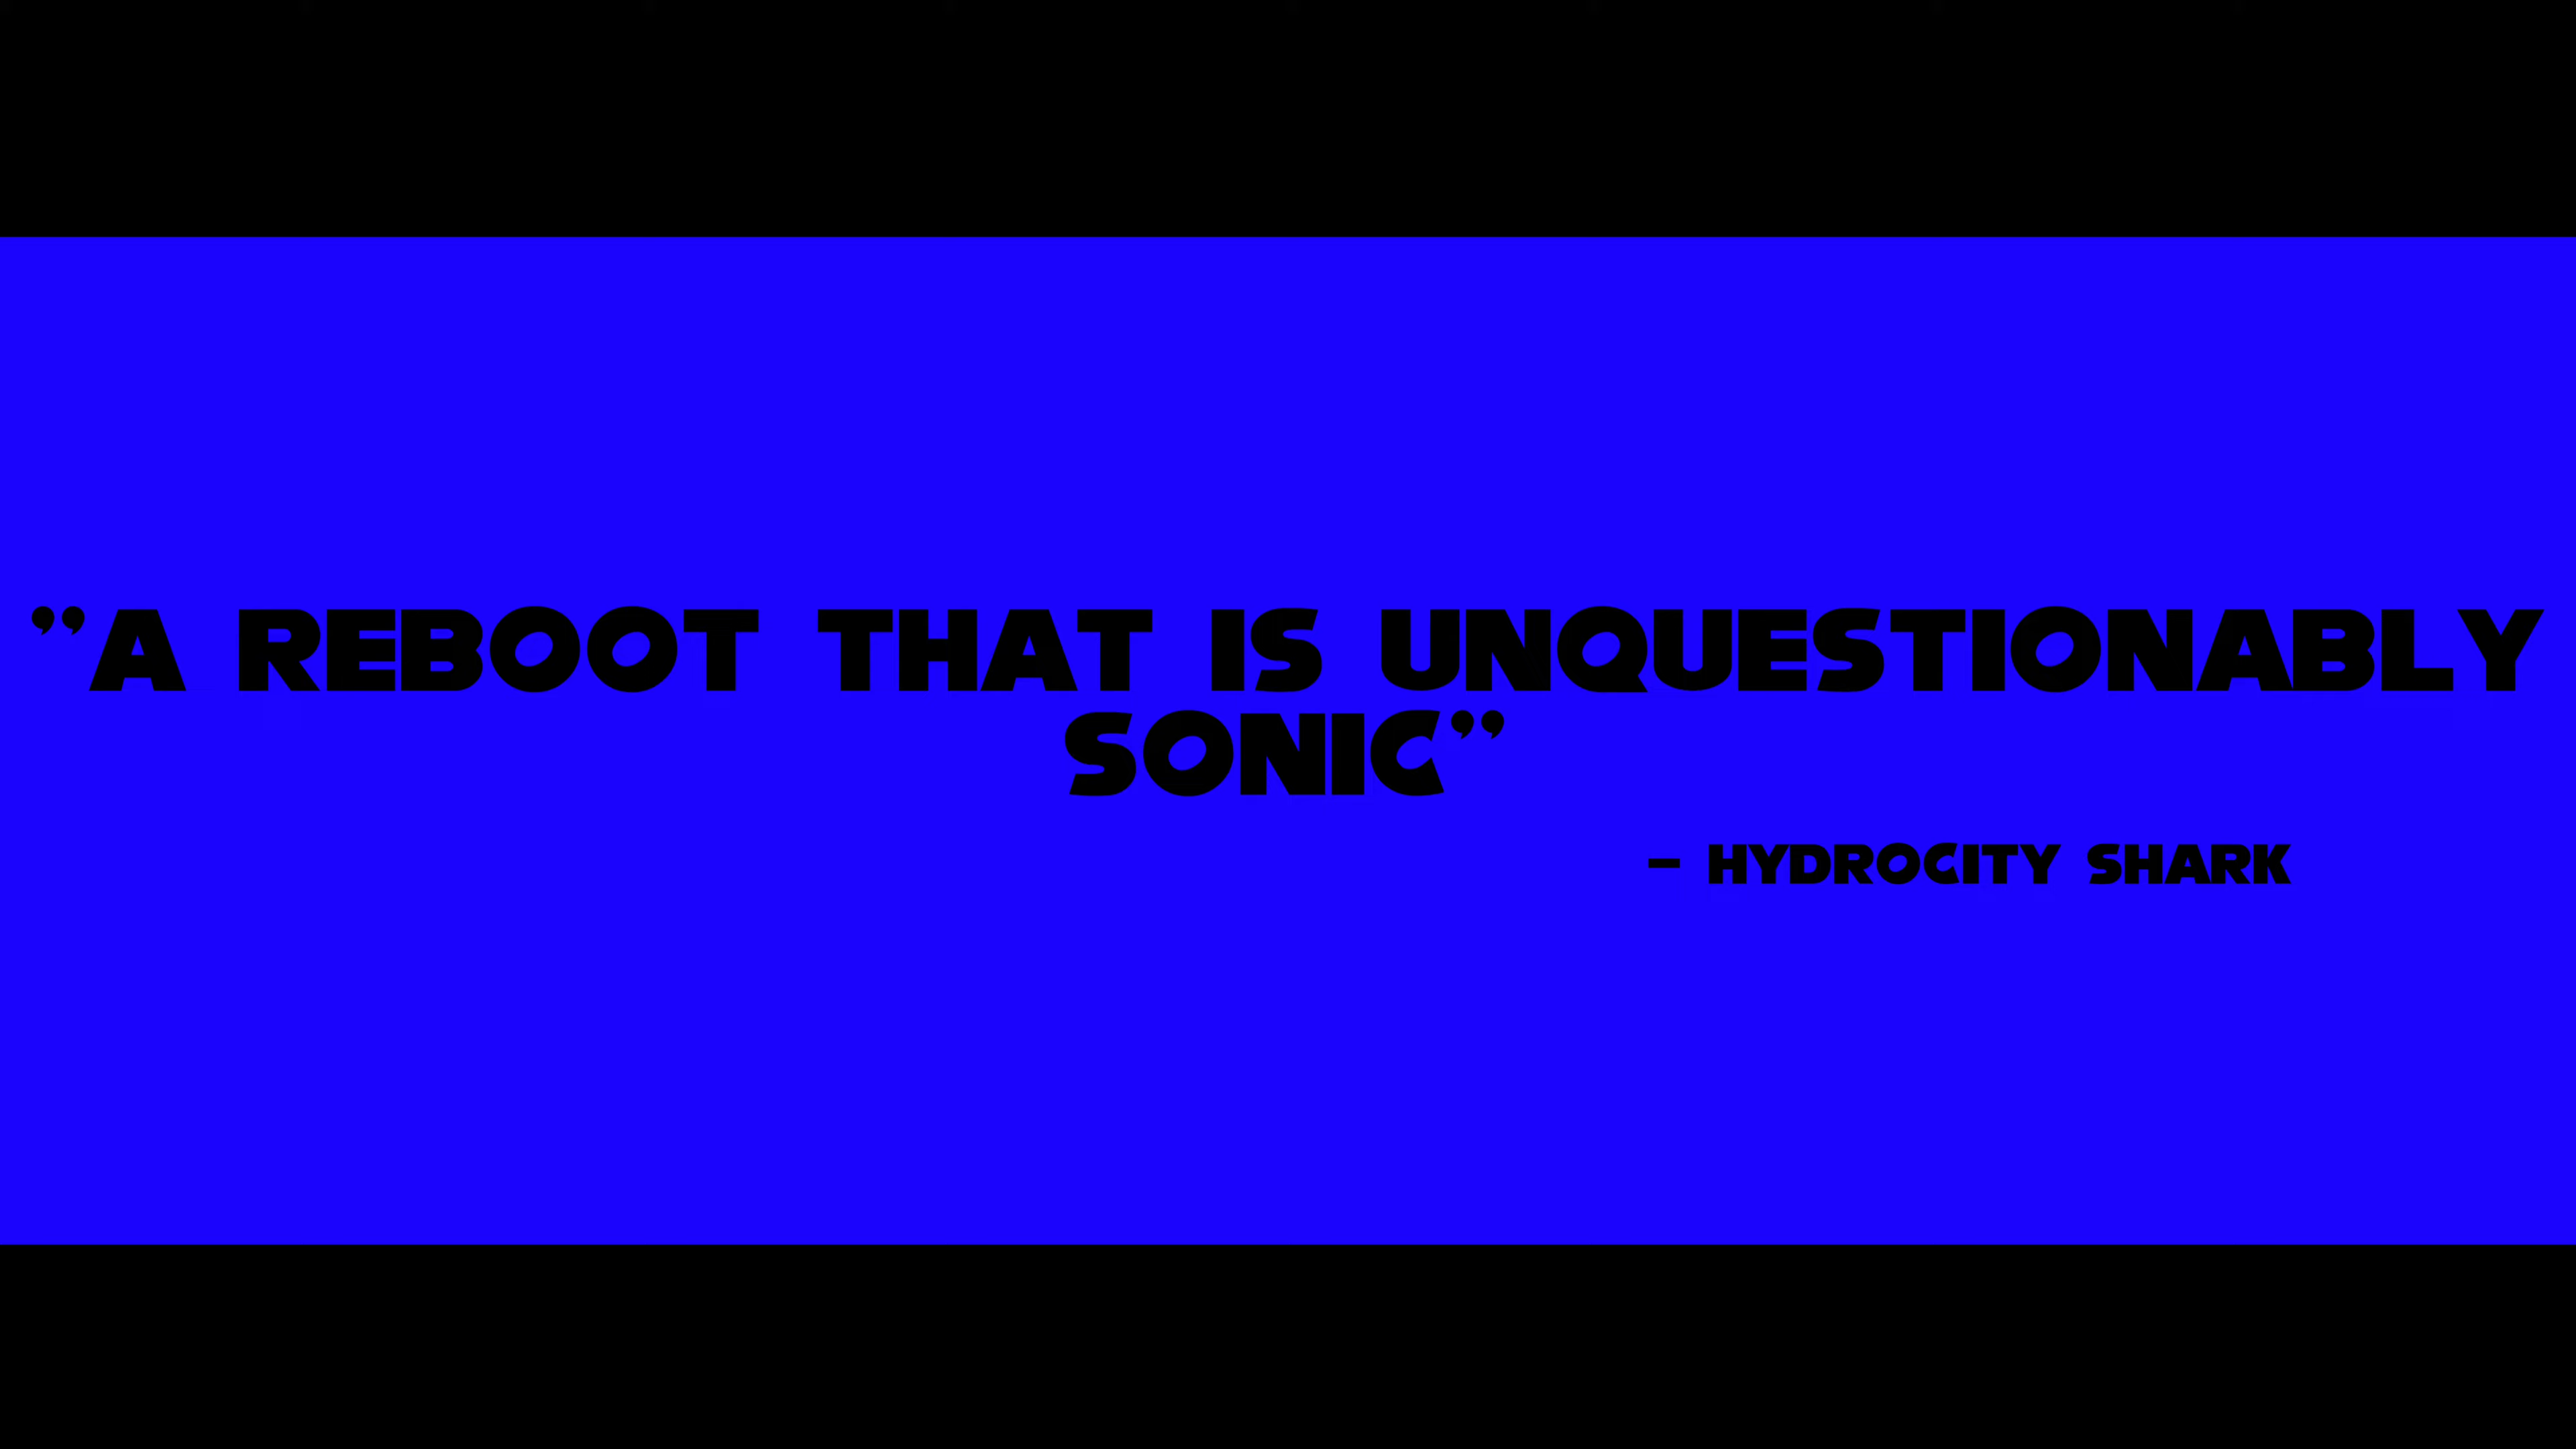 ”A REBOOT THAT IS UNQUESTIONABLY
SONIC”
- HYDROCITY SHARK